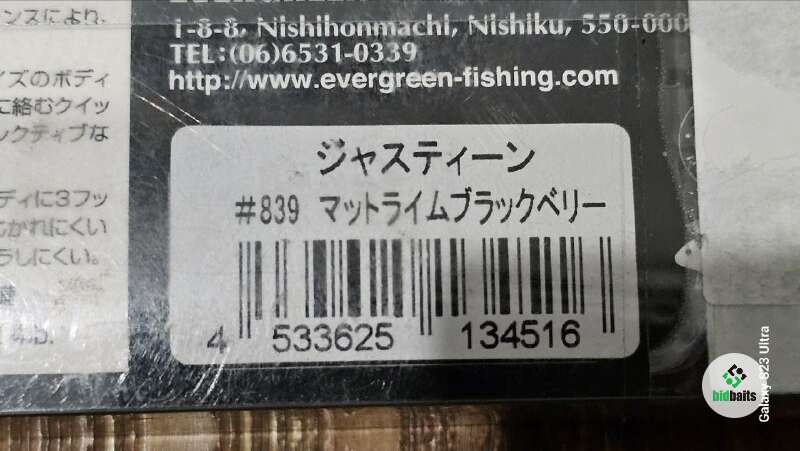 ンスにより、
イズのボディ
に絡むクイッ
レクティブな
ディに3フッ
がれにくい
らしにくい。
1-8-8, Nishihonmachi, Nishiku, 550-000
TEL:(06)6531-0339
http://www.evergreen-fishing.com
ジャスティーン
#839 マットライムブラックベリー
4 533625 134516
bidbaits
Galaxy S23 Ultra